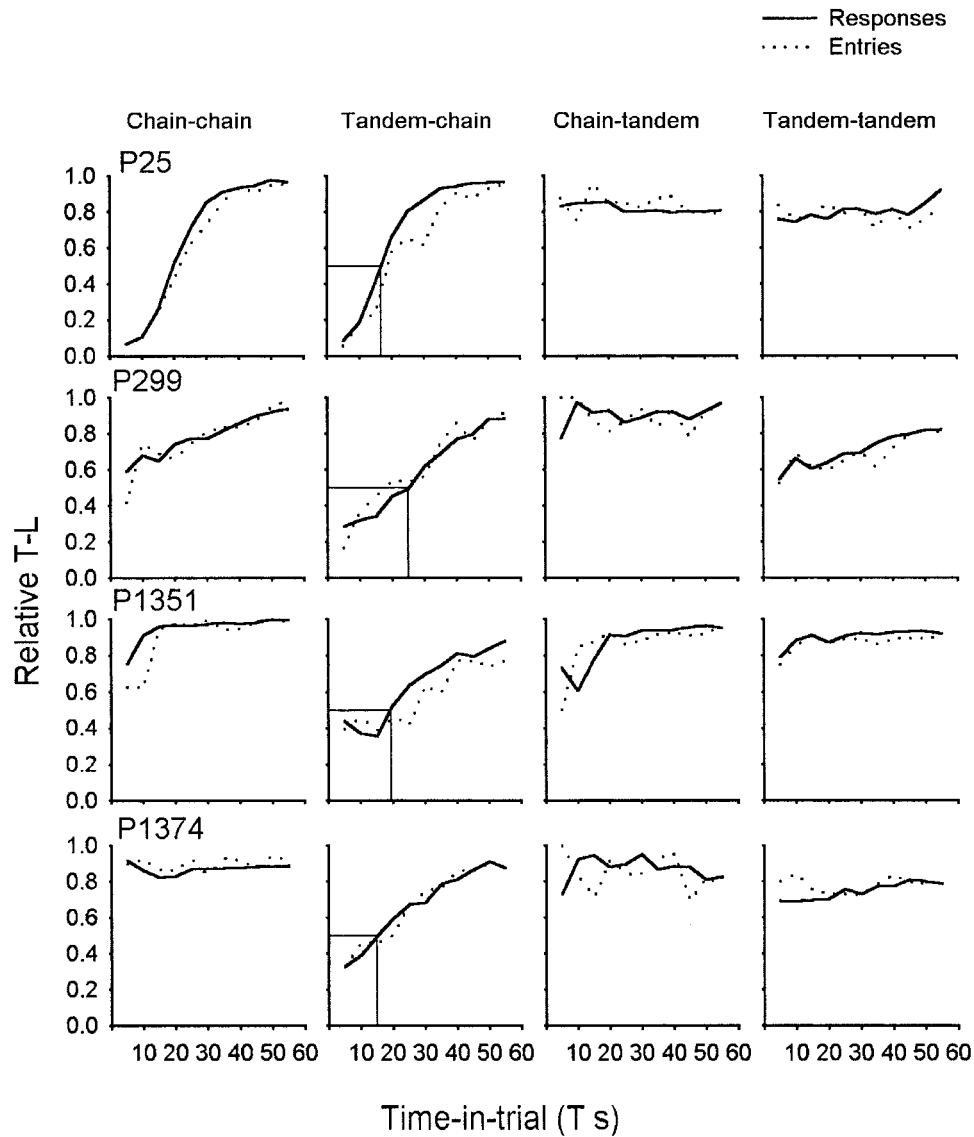 Responses
Entries
Chain-chain Tandem-chain Chain-tandem Tandem-tandem
P25
1.0
0.8
0.6
0.4
0.2
0.0
P299
1.0
0.8
0.6
0.4
0.2
0.0
P1351
1.0
0.8
0.6
0.4
0.2
0.0
P1374
1.0
0.8
0.6
0.4
0.2
0.0
Relative T-L
10 20 30 40 50 60 10 20 30 40 50 60 10 20 30 40 50 60 10 20 30 40 50 60
Time-in-trial (T s)